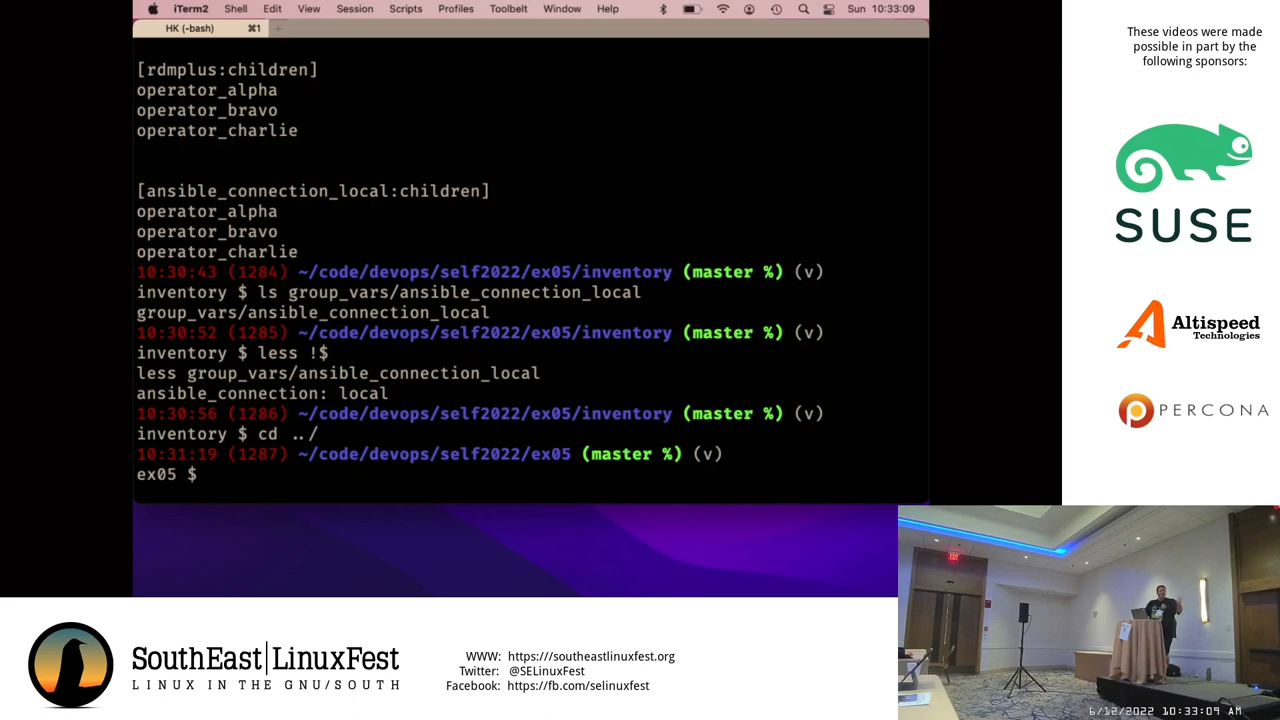 iTerm2 Shell Edit View Session Scripts Profiles Toolbelt Window Help Sun 10:33:09
HK (-bash) ⌘1 +
[rdmplus:children]
operator_alpha
operator_bravo
operator_charlie
[ansible_connection_local:children]
operator_alpha
operator_bravo
operator_charlie
10:30:43 (1284) ~/code/devops/self2022/ex05/inventory (master %) (v)
inventory $ ls group_vars/ansible_connection_local
group_vars/ansible_connection_local
10:30:52 (1285) ~/code/devops/self2022/ex05/inventory (master %) (v)
inventory $ less !$
less group_vars/ansible_connection_local
ansible_connection: local
10:30:56 (1286) ~/code/devops/self2022/ex05/inventory (master %) (v)
inventory $ cd ../
10:31:19 (1287) ~/code/devops/self2022/ex05 (master %) (v)
ex05 $
These videos were made
possible in part by the
following sponsors:
SUSE
Altispeed
Technologies
PERCONA
SouthEast|LinuxFest
LINUX IN THE GNU/SOUTH
WWW: https:///southeastlinuxfest.org
Twitter: @SELinuxFest
Facebook: https://fb.com/selinuxfest
EXIT
6/12/2022 10:33:09 AM